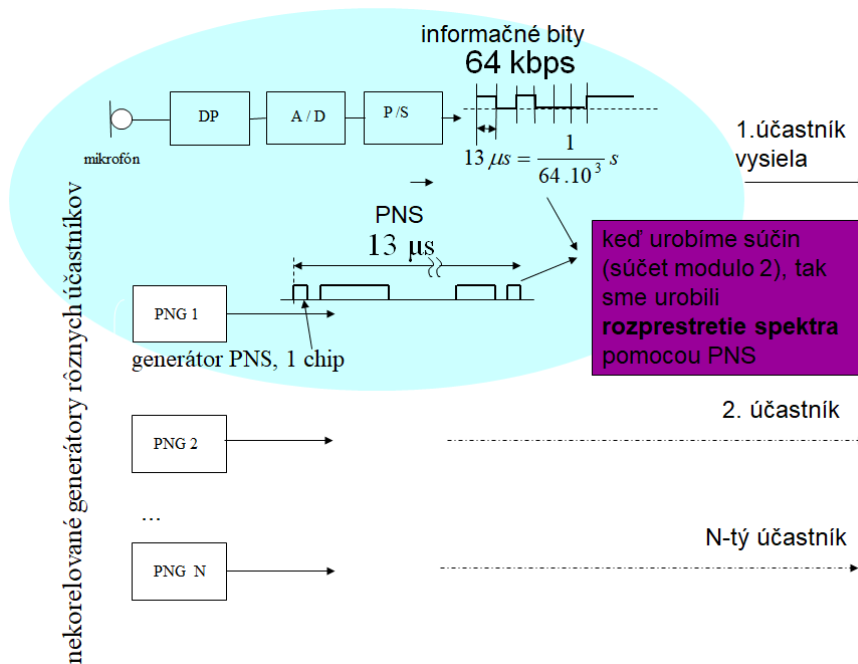 informačné bity
64 kbps
DP
A / D
P /S
mikrofón
13 μs = 1 / 64 .10³ s
1.účastník
vysiela
PNS
13 μs
keď urobíme súčin
(súčet modulo 2), tak
sme urobili
rozprestretie spektra
pomocou PNS
PNG 1
generátor PNS, 1 chip
nekorelované generátory rôznych účastníkov
2. účastník
PNG 2
...
N-tý účastník
PNG N